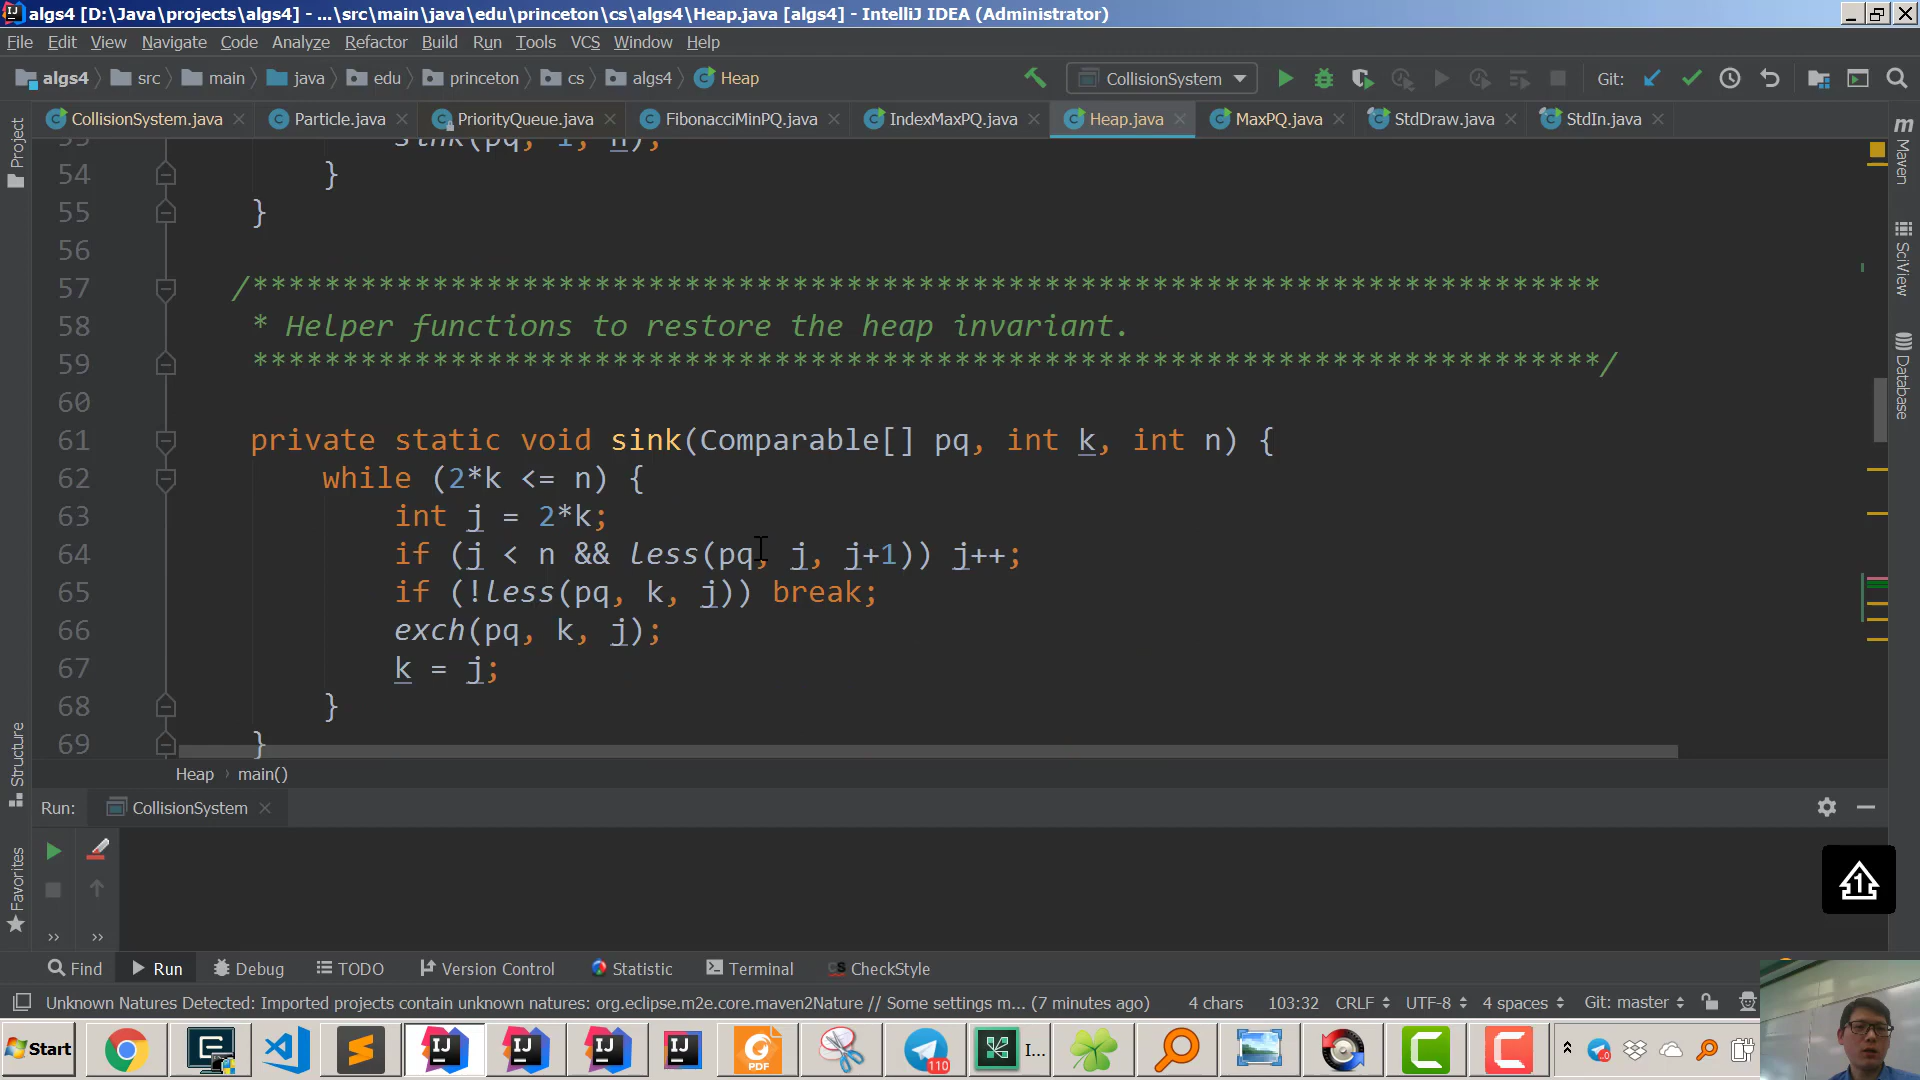 algs4 [D:\Java\projects\algs4] - ...\src\main\java\edu\princeton\cs\algs4\Heap.java [algs4] - IntelliJ IDEA (Administrator)
File Edit View Navigate Code Analyze Refactor Build Run Tools VCS Window Help
algs4 src main java edu princeton cs algs4 Heap CollisionSystem Git:
CollisionSystem.java Particle.java PriorityQueue.java FibonacciMinPQ.java IndexMaxPQ.java Heap.java MaxPQ.java StdDraw.java StdIn.java
Project
Maven
SciView
Database
Structure
Favorites
53 sink(pq, 1, n);
54 }
55 }
56
57 /***************************************************************************
58 * Helper functions to restore the heap invariant.
59 ***************************************************************************/
60
61 private static void sink(Comparable[] pq, int k, int n) {
62 while (2*k <= n) {
63 int j = 2*k;
64 if (j < n && less(pq, j, j+1)) j++;
65 if (!less(pq, k, j)) break;
66 exch(pq, k, j);
67 k = j;
68 }
69 }
Heap › main()
Run: CollisionSystem
Find Run Debug TODO Version Control Statistic Terminal CheckStyle
Unknown Natures Detected: Imported projects contain unknown natures: org.eclipse.m2e.core.maven2Nature // Some settings m... (7 minutes ago) 4 chars 103:32 CRLF UTF-8 4 spaces Git: master
Start PDF 110 I...